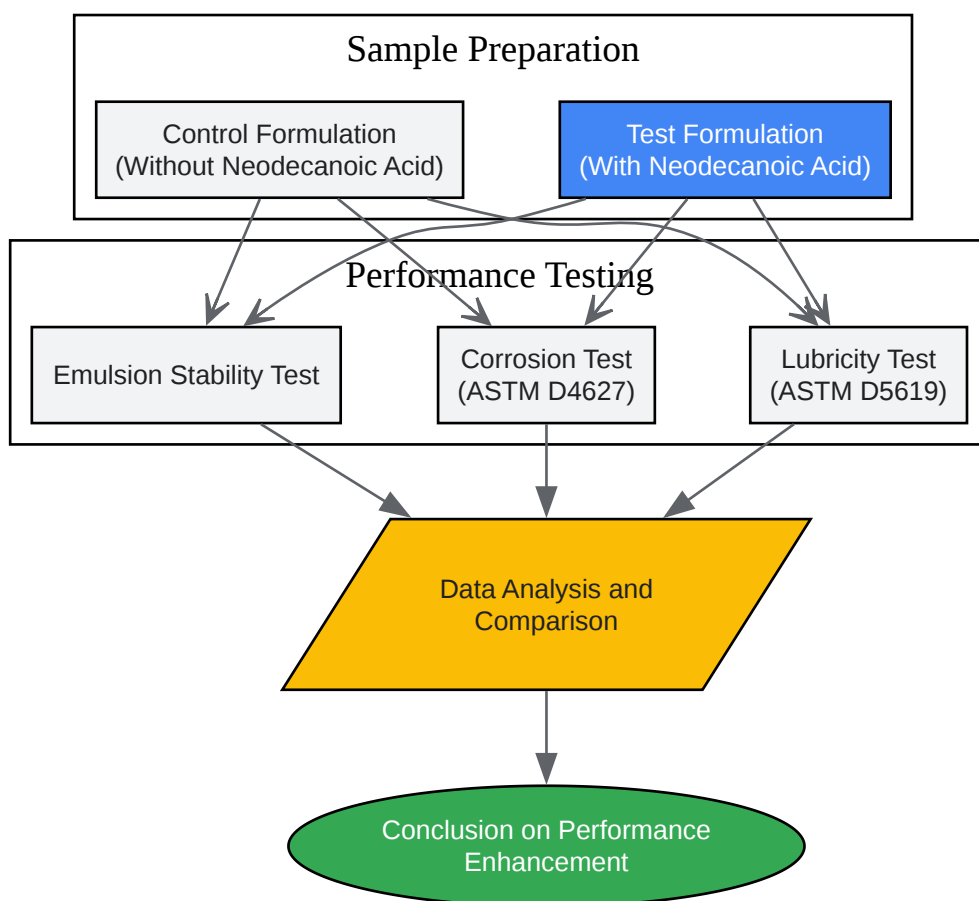 Sample Preparation
Control Formulation
(Without Neodecanoic Acid)
Test Formulation
(With Neodecanoic Acid)
Performance Testing
Emulsion Stability Test
Corrosion Test
(ASTM D4627)
Lubricity Test
(ASTM D5619)
Data Analysis and
Comparison
Conclusion on Performance
Enhancement